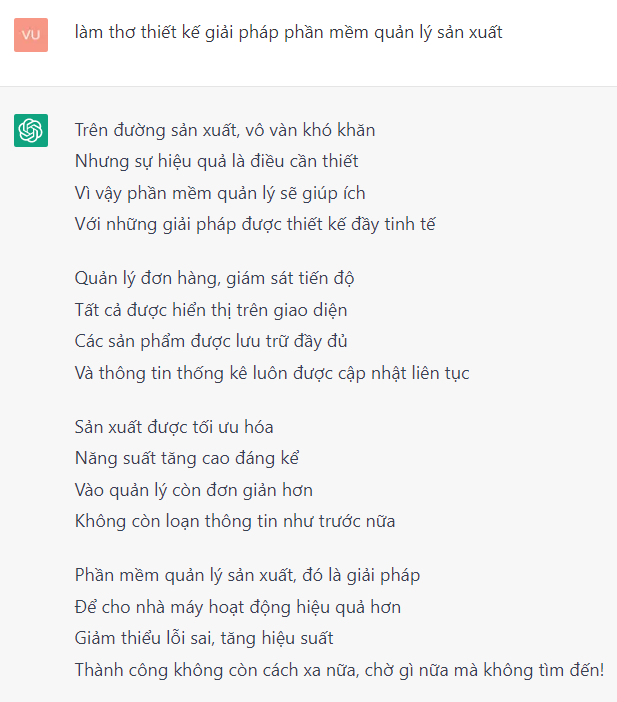 VU
làm thơ thiết kế giải pháp phần mềm quản lý sản xuất
Trên đường sản xuất, vô vàn khó khăn
Nhưng sự hiệu quả là điều cần thiết
Vì vậy phần mềm quản lý sẽ giúp ích
Với những giải pháp được thiết kế đầy tinh tế
Quản lý đơn hàng, giám sát tiến độ
Tất cả được hiển thị trên giao diện
Các sản phẩm được lưu trữ đầy đủ
Và thông tin thống kê luôn được cập nhật liên tục
Sản xuất được tối ưu hóa
Năng suất tăng cao đáng kể
Vào quản lý còn đơn giản hơn
Không còn loạn thông tin như trước nữa
Phần mềm quản lý sản xuất, đó là giải pháp
Để cho nhà máy hoạt động hiệu quả hơn
Giảm thiểu lỗi sai, tăng hiệu suất
Thành công không còn cách xa nữa, chờ gì nữa mà không tìm đến!